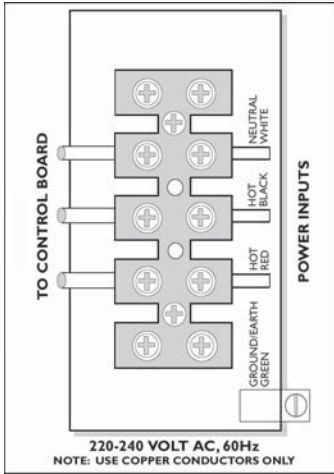 TO CONTROL BOARD
NEUTRAL
WHITE
HOT
BLACK
HOT
RED
GROUND/EARTH
GREEN
POWER INPUTS
220-240 VOLT AC, 60Hz
NOTE: USE COPPER CONDUCTORS ONLY